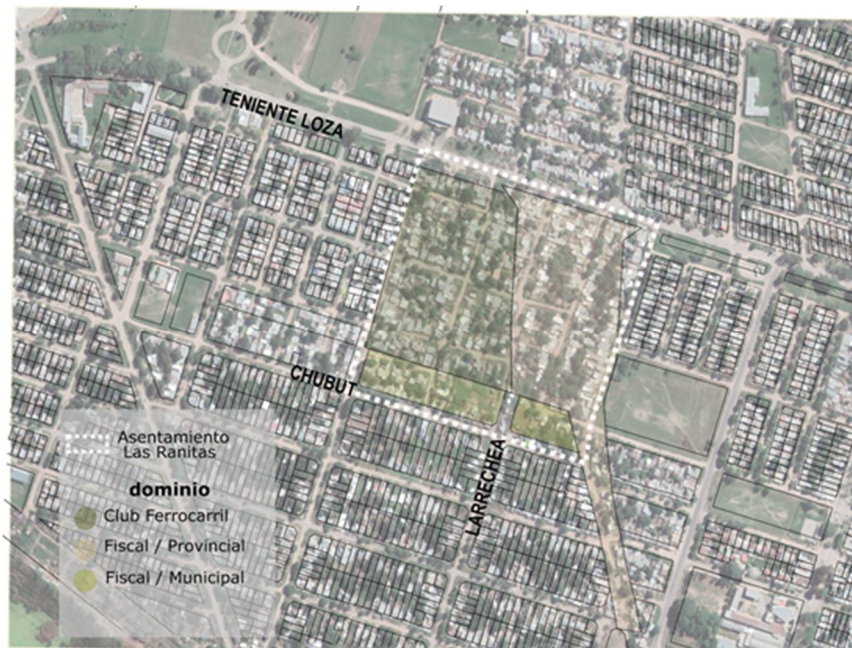 TENIENTE LOZA
CHUBUT
LARRECHEA
Asentamiento
Las Ranitas
dominio
Club Ferrocarril
Fiscal / Provincial
Fiscal / Municipal